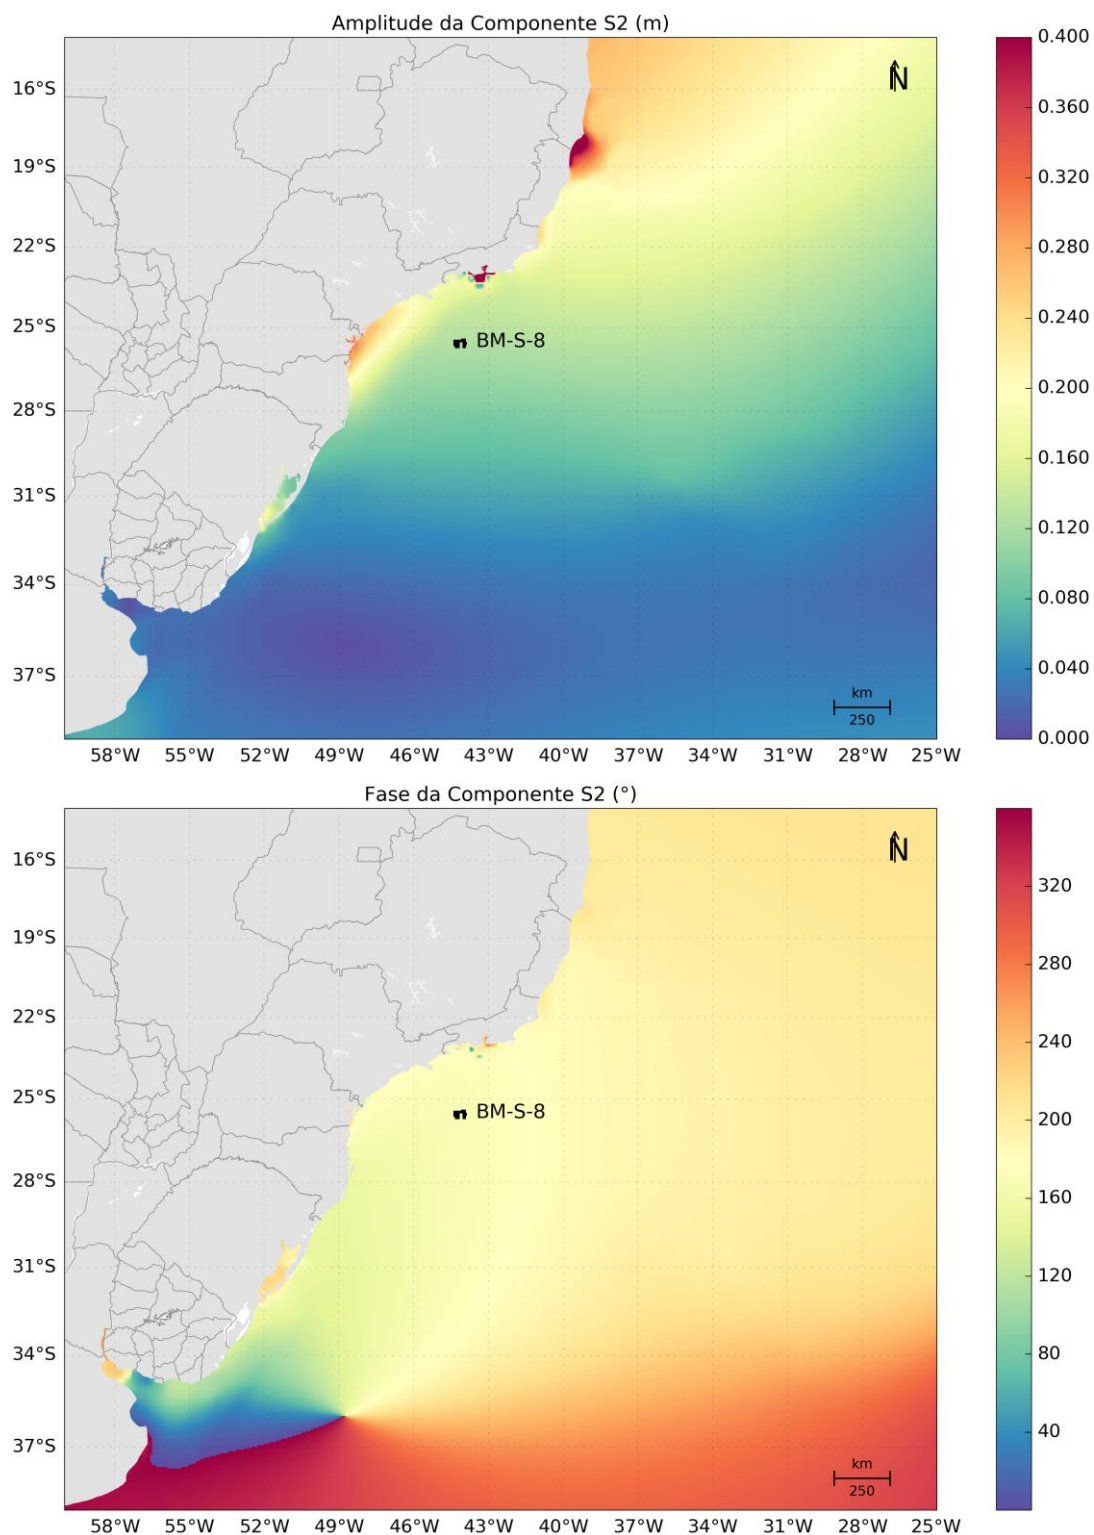 Amplitude da Componente S2 (m)
N
16°S
19°S
22°S
25°S
28°S
31°S
34°S
37°S
BM-S-8
km
250
58°W 55°W 52°W 49°W 46°W 43°W 40°W 37°W 34°W 31°W 28°W 25°W
0.400
0.360
0.320
0.280
0.240
0.200
0.160
0.120
0.080
0.040
0.000
Fase da Componente S2 (°)
N
16°S
19°S
22°S
25°S
28°S
31°S
34°S
37°S
BM-S-8
km
250
58°W 55°W 52°W 49°W 46°W 43°W 40°W 37°W 34°W 31°W 28°W 25°W
320
280
240
200
160
120
80
40